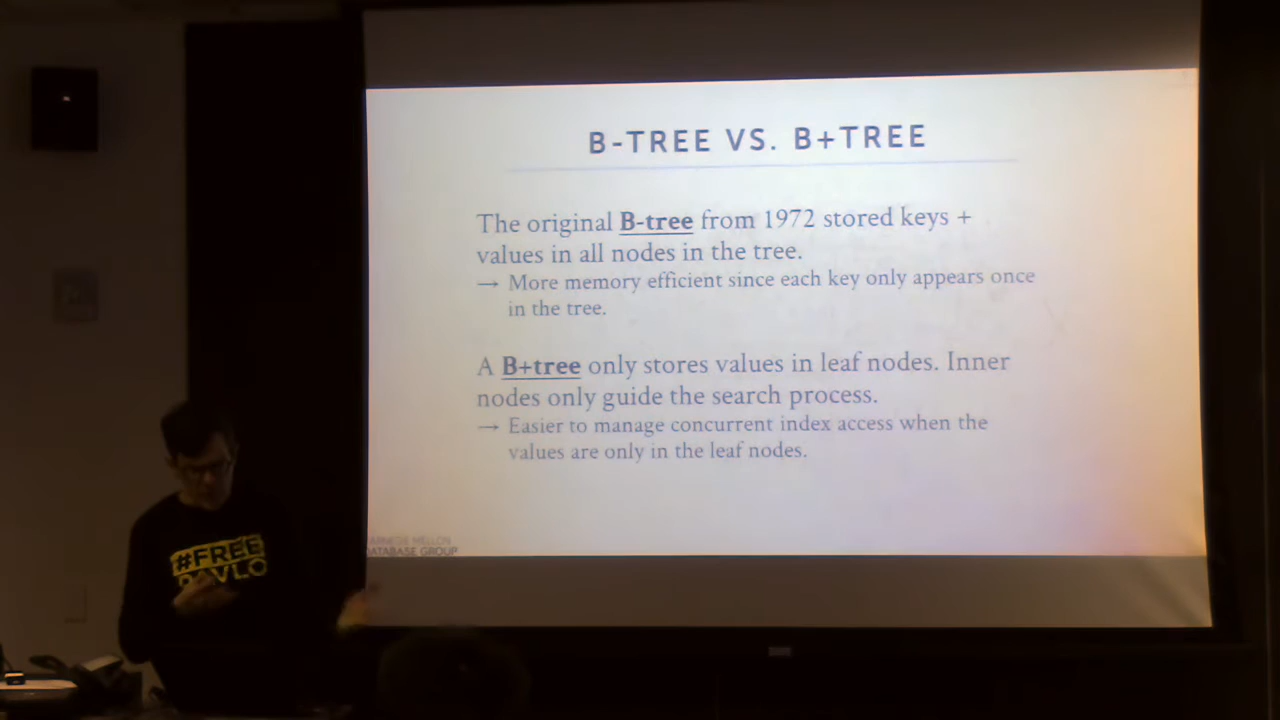 B-TREE VS. B+TREE
The original B-tree from 1972 stored keys +
values in all nodes in the tree.
→ More memory efficient since each key only appears once
in the tree.
A B+tree only stores values in leaf nodes. Inner
nodes only guide the search process.
→ Easier to manage concurrent index access when the
values are only in the leaf nodes.
CARNEGIE MELLON
DATABASE GROUP
#FREE
PAVLO